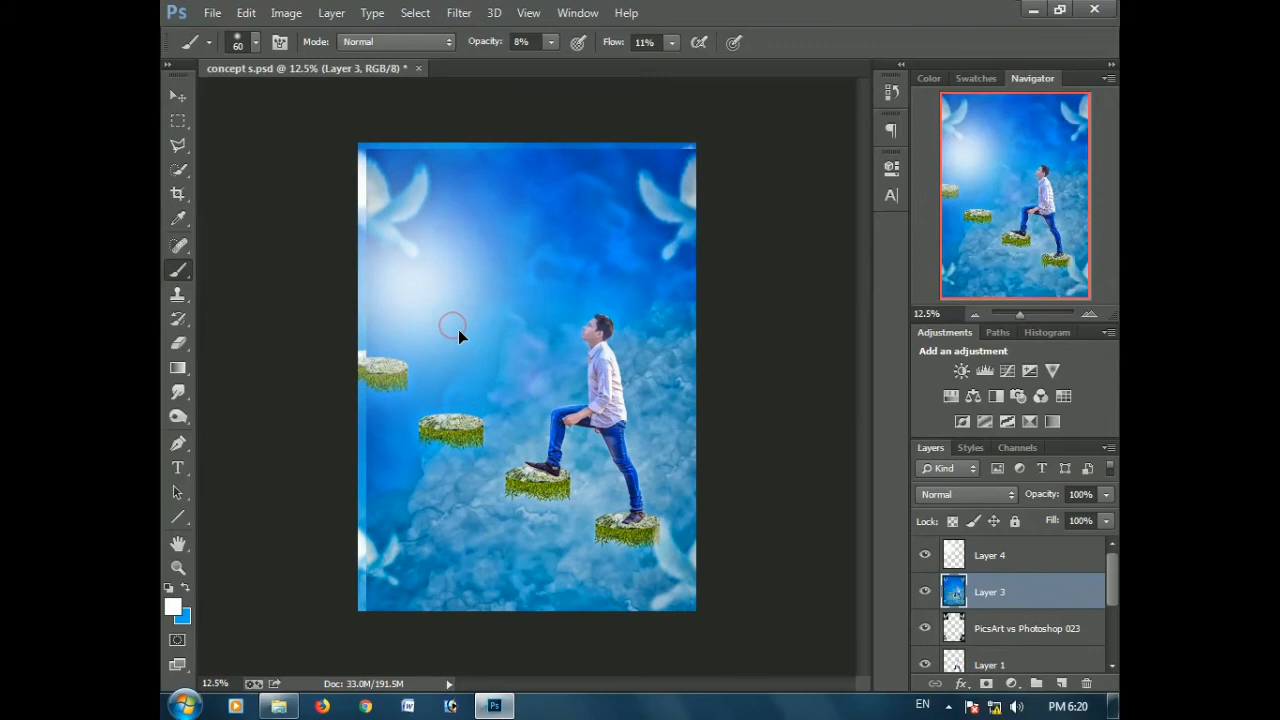 Ps File Edit Image Layer Type Select Filter 3D View Window Help
60 Mode: Normal Opacity: 8% Flow: 11%
concept s.psd @ 12.5% (Layer 3, RGB/8) * ×
Color Swatches Navigator
12.5%
Adjustments Paths Histogram
Add an adjustment
Layers Styles Channels
Kind
Normal Opacity: 100%
Lock: Fill: 100%
Layer 4
Layer 3
PicsArt vs Photoshop 023
Layer 1
12.5% Doc: 33.0M/191.5M
EN PM 6:20